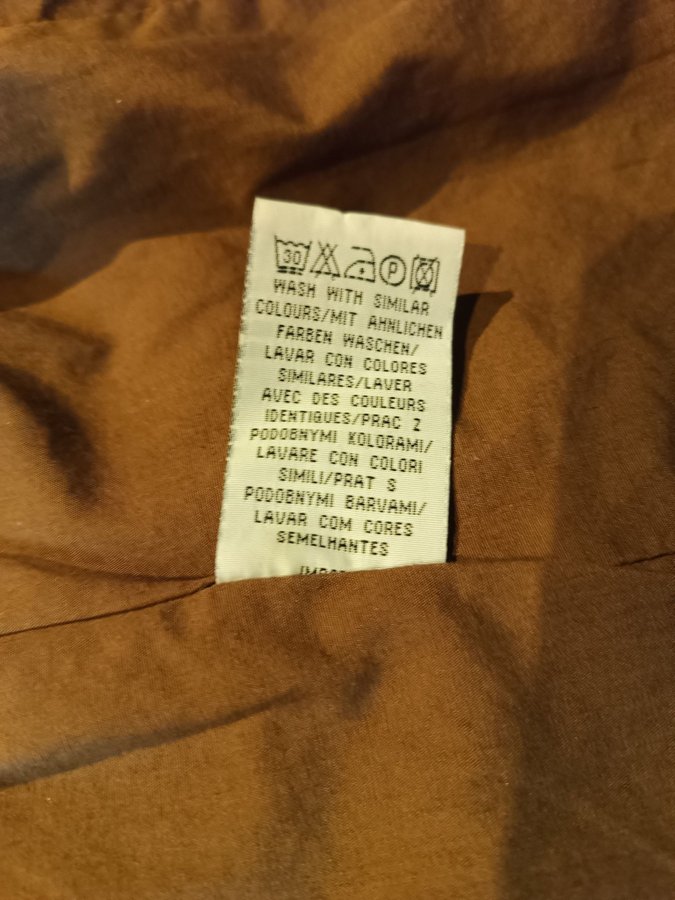 30 P
WASH WITH SIMILAR
COLOURS/MIT AHNLICHEN
FARBEN WASCHEN/
LAVAR CON COLORES
SIMILARES/LAVER
AVEC DES COULEURS
IDENTIQUES/PRAC Z
PODOBNYMI KOLORAMI/
LAVARE CON COLORI
SIMILI/PRAT S
PODOBNYMI BARVAMI/
LAVAR COM CORES
SEMELHANTES